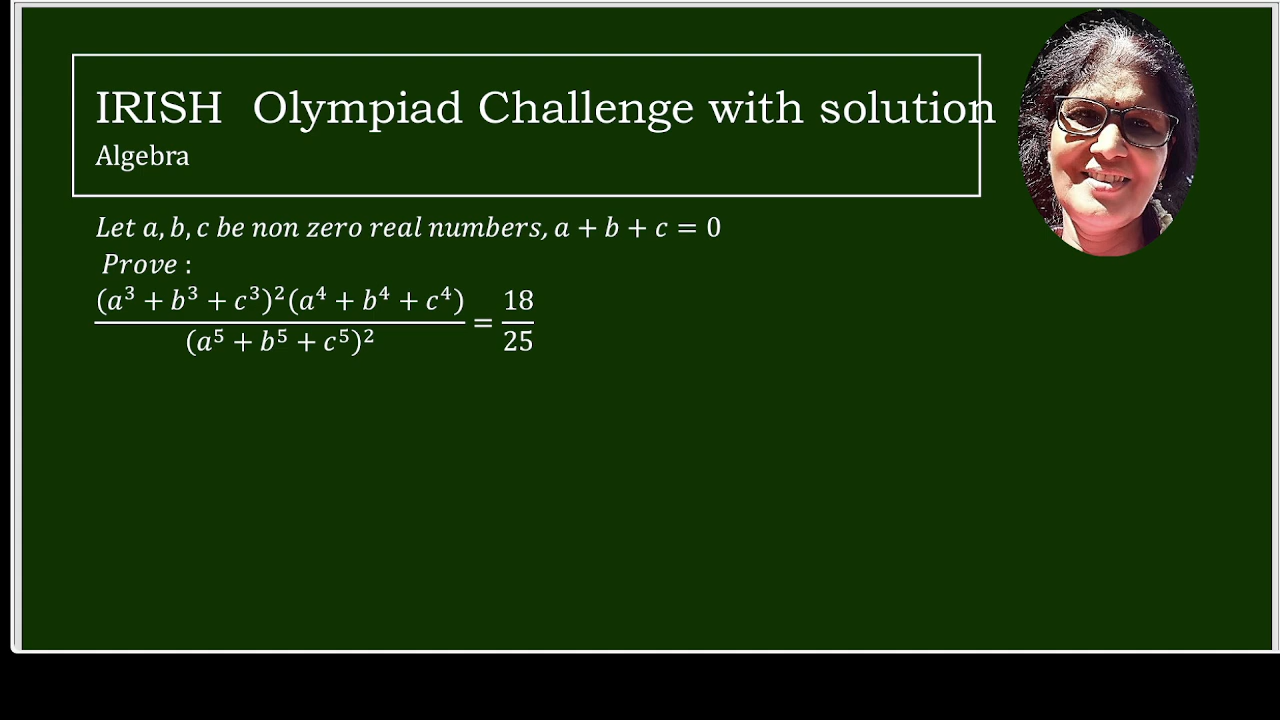 IRISH Olympiad Challenge with solution
Algebra
Let a, b, c be non zero real numbers, a + b + c = 0
Prove :
(a³ + b³ + c³)²(a⁴ + b⁴ + c⁴)
/ (a⁵ + b⁵ + c⁵)² = 18/25